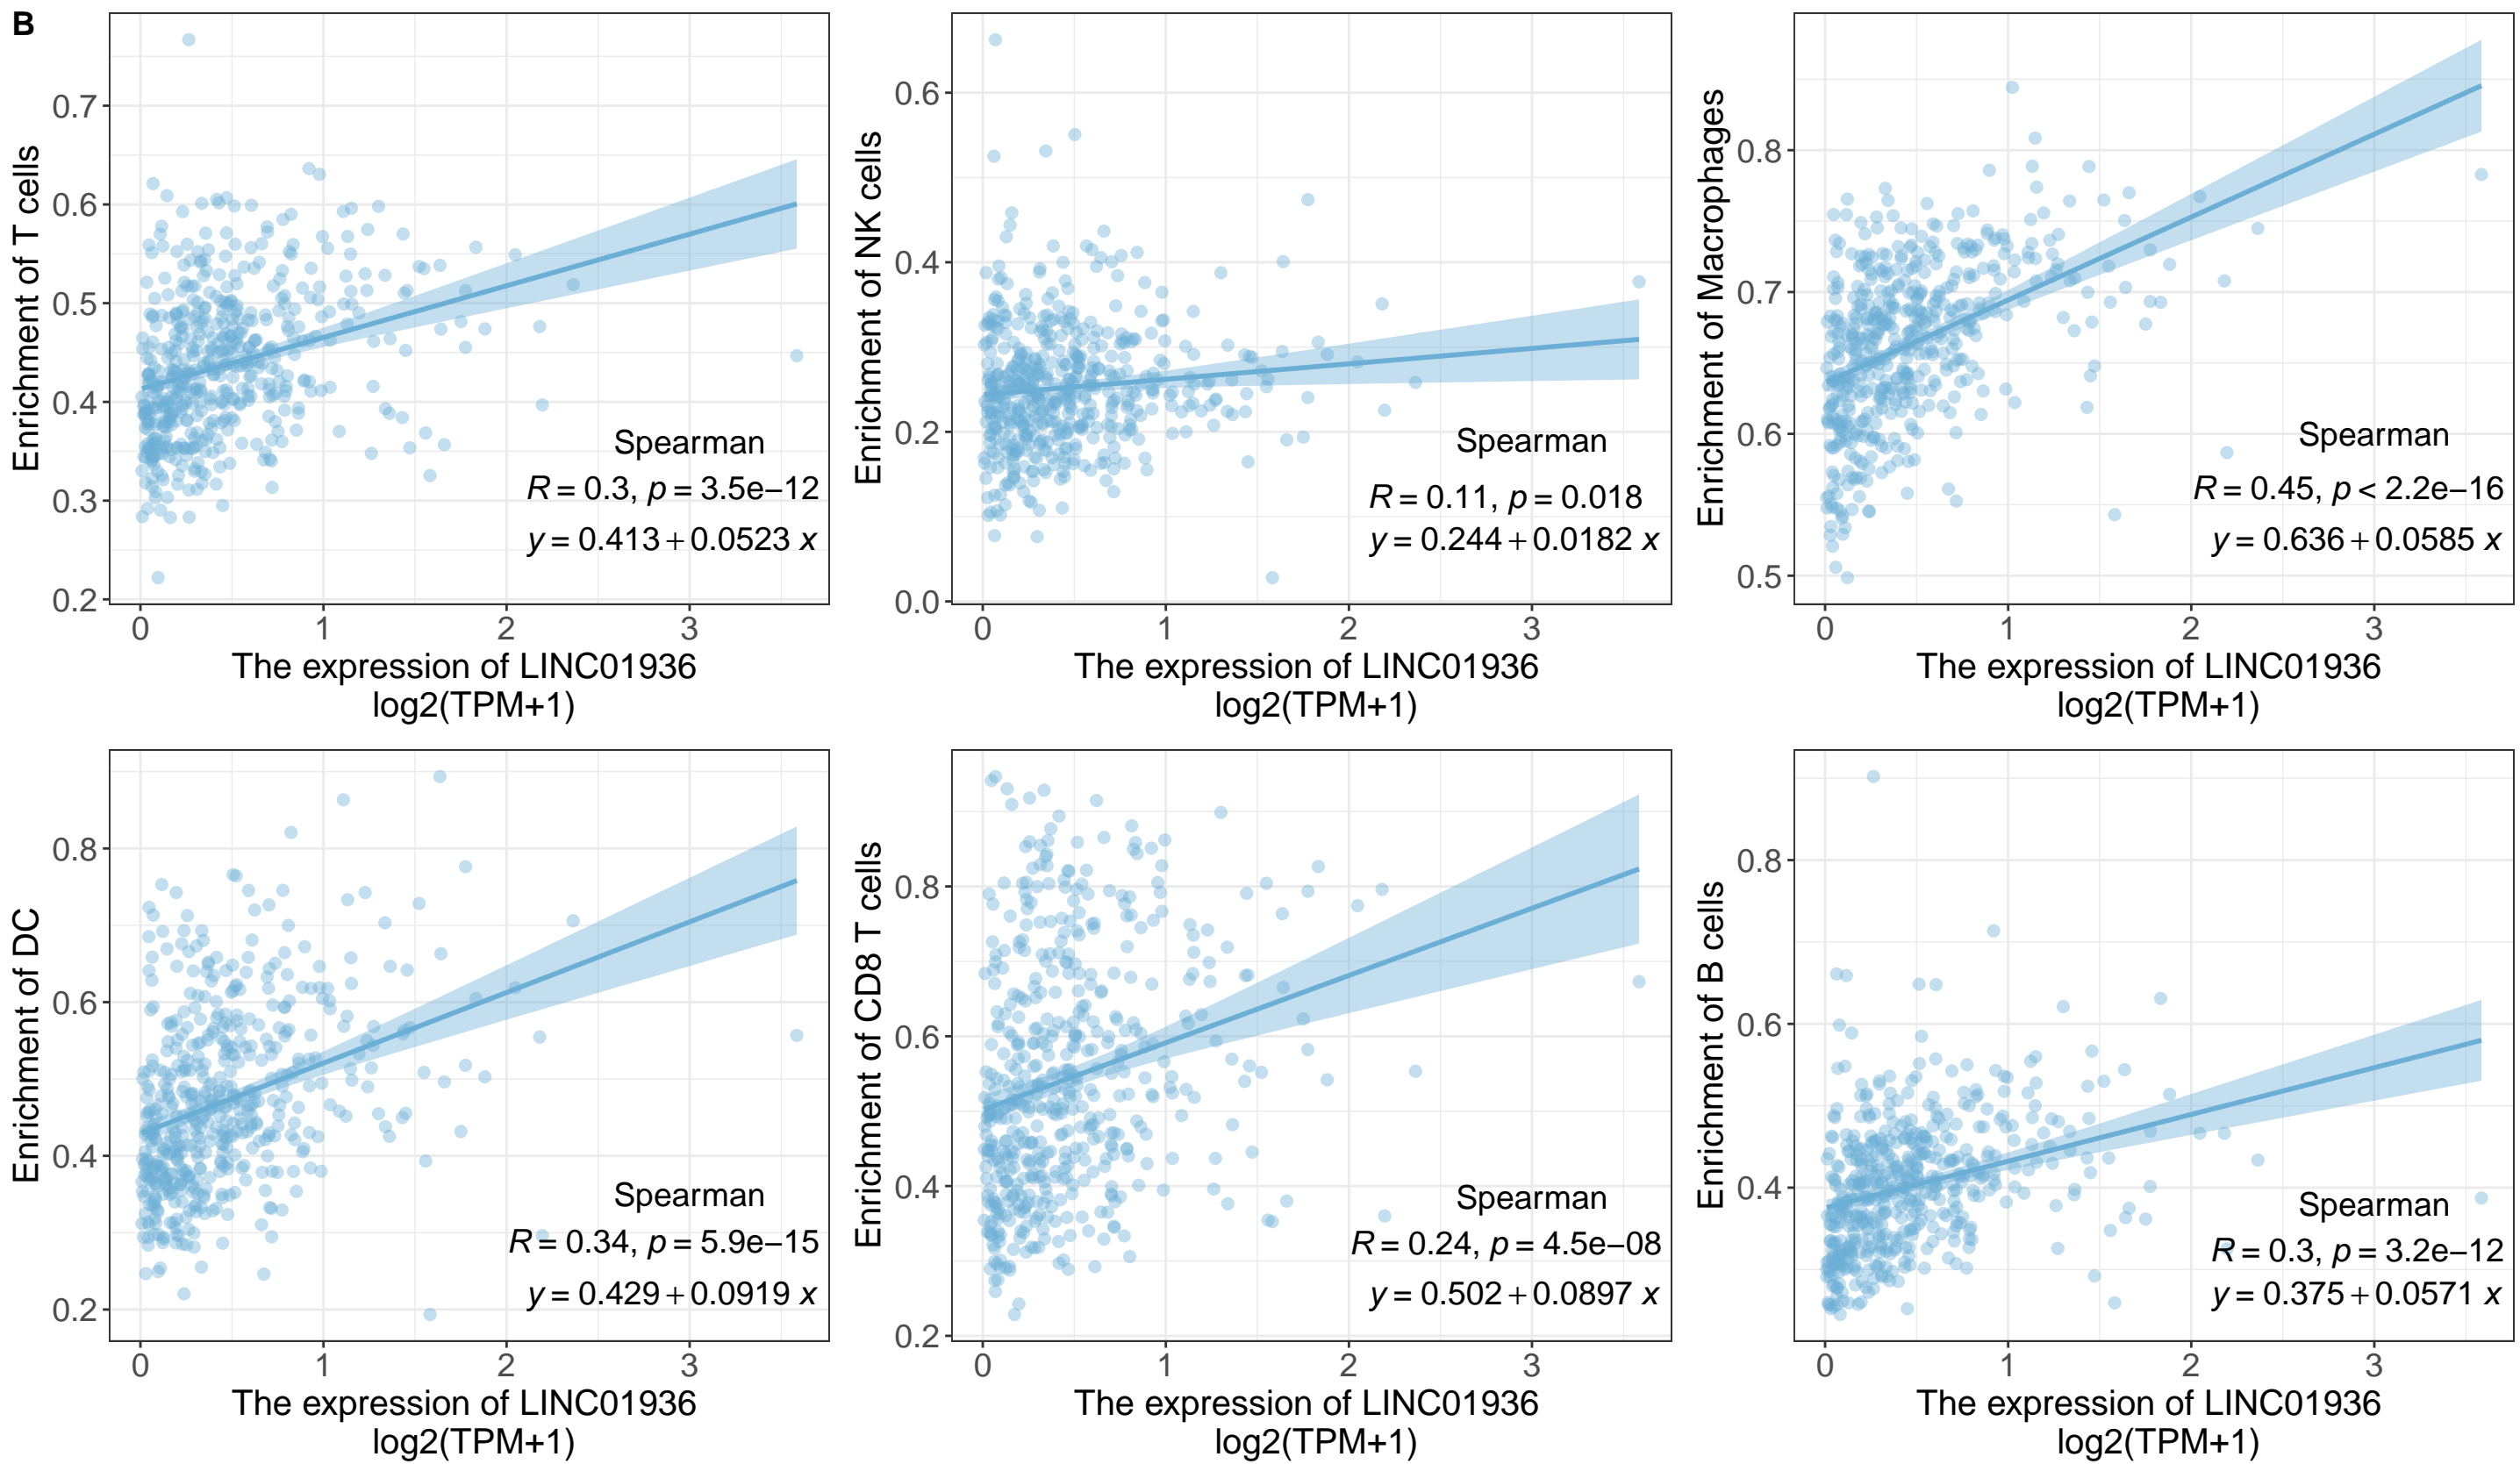 B
Enrichment of T cells
0.7
0.6
0.5
0.4
0.3
0.2
Spearman
R = 0.3, p = 3.5e−12
y = 0.413 + 0.0523 x
0 1 2 3
The expression of LINC01936
log2(TPM+1)
Enrichment of NK cells
0.6
0.4
0.2
0.0
Spearman
R = 0.11, p = 0.018
y = 0.244 + 0.0182 x
0 1 2 3
The expression of LINC01936
log2(TPM+1)
Enrichment of Macrophages
0.8
0.7
0.6
0.5
Spearman
R = 0.45, p < 2.2e−16
y = 0.636 + 0.0585 x
0 1 2 3
The expression of LINC01936
log2(TPM+1)
Enrichment of DC
0.8
0.6
0.4
0.2
Spearman
R = 0.34, p = 5.9e−15
y = 0.429 + 0.0919 x
0 1 2 3
The expression of LINC01936
log2(TPM+1)
Enrichment of CD8 T cells
0.8
0.6
0.4
0.2
Spearman
R = 0.24, p = 4.5e−08
y = 0.502 + 0.0897 x
0 1 2 3
The expression of LINC01936
log2(TPM+1)
Enrichment of B cells
0.8
0.6
0.4
Spearman
R = 0.3, p = 3.2e−12
y = 0.375 + 0.0571 x
0 1 2 3
The expression of LINC01936
log2(TPM+1)